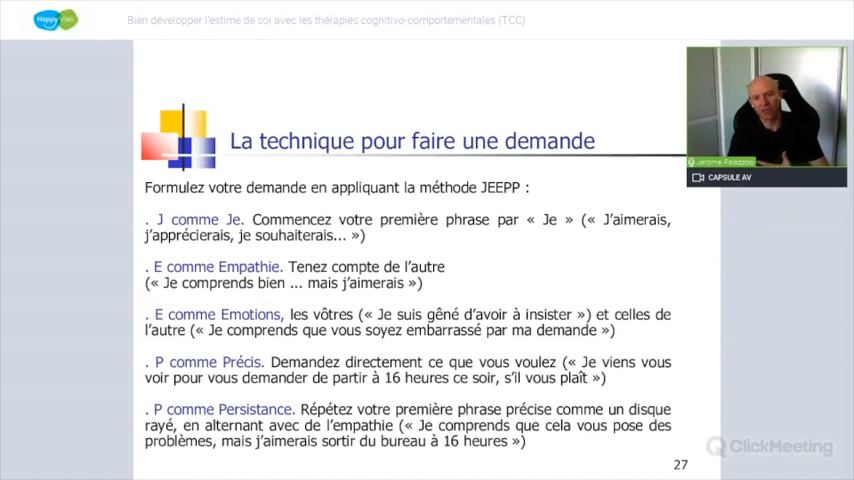 Happy Visio
Bien développer l'estime de soi avec les thérapies cognitivo-comportementales (TCC)
La technique pour faire une demande
Jerome Palazzolo
CAPSULE AV
Formulez votre demande en appliquant la méthode JEEPP :
. J comme Je. Commencez votre première phrase par « Je » (« J'aimerais,
j'apprécierais, je souhaiterais... »)
. E comme Empathie. Tenez compte de l'autre
(« Je comprends bien ... mais j'aimerais »)
. E comme Emotions, les vôtres (« Je suis gêné d'avoir à insister ») et celles de
l'autre (« Je comprends que vous soyez embarrassé par ma demande »)
. P comme Précis. Demandez directement ce que vous voulez (« Je viens vous
voir pour vous demander de partir à 16 heures ce soir, s'il vous plaît »)
. P comme Persistance. Répétez votre première phrase précise comme un disque
rayé, en alternant avec de l'empathie (« Je comprends que cela vous pose des
problèmes, mais j'aimerais sortir du bureau à 16 heures »)
ClickMeeting
27